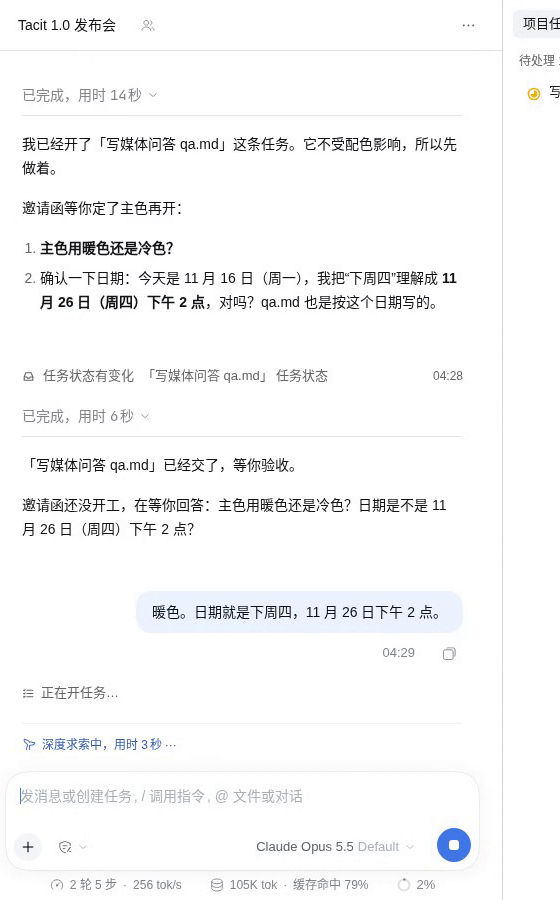 Tacit 1.0 发布会
项目任
待处理
写
已完成，用时 14秒
我已经开了「写媒体问答 qa.md」这条任务。它不受配色影响，所以先
做着。
邀请函等你定了主色再开：
1. 主色用暖色还是冷色？
2. 确认一下日期：今天是 11 月 16 日（周一），我把“下周四”理解成 11
月 26 日（周四）下午 2 点，对吗？qa.md 也是按这个日期写的。
任务状态有变化 「写媒体问答 qa.md」 任务状态 04:28
已完成，用时 6秒
「写媒体问答 qa.md」已经交了，等你验收。
邀请函还没开工，在等你回答：主色用暖色还是冷色？日期是不是 11
月 26 日（周四）下午 2 点？
暖色。日期就是下周四，11 月 26 日下午 2 点。
04:29
正在开任务...
深度求索中，用时 3秒 ···
发消息或创建任务, / 调用指令, @ 文件或对话
Claude Opus 5.5 Default
2 轮 5 步 · 256 tok/s 105K tok · 缓存命中 79% 2%